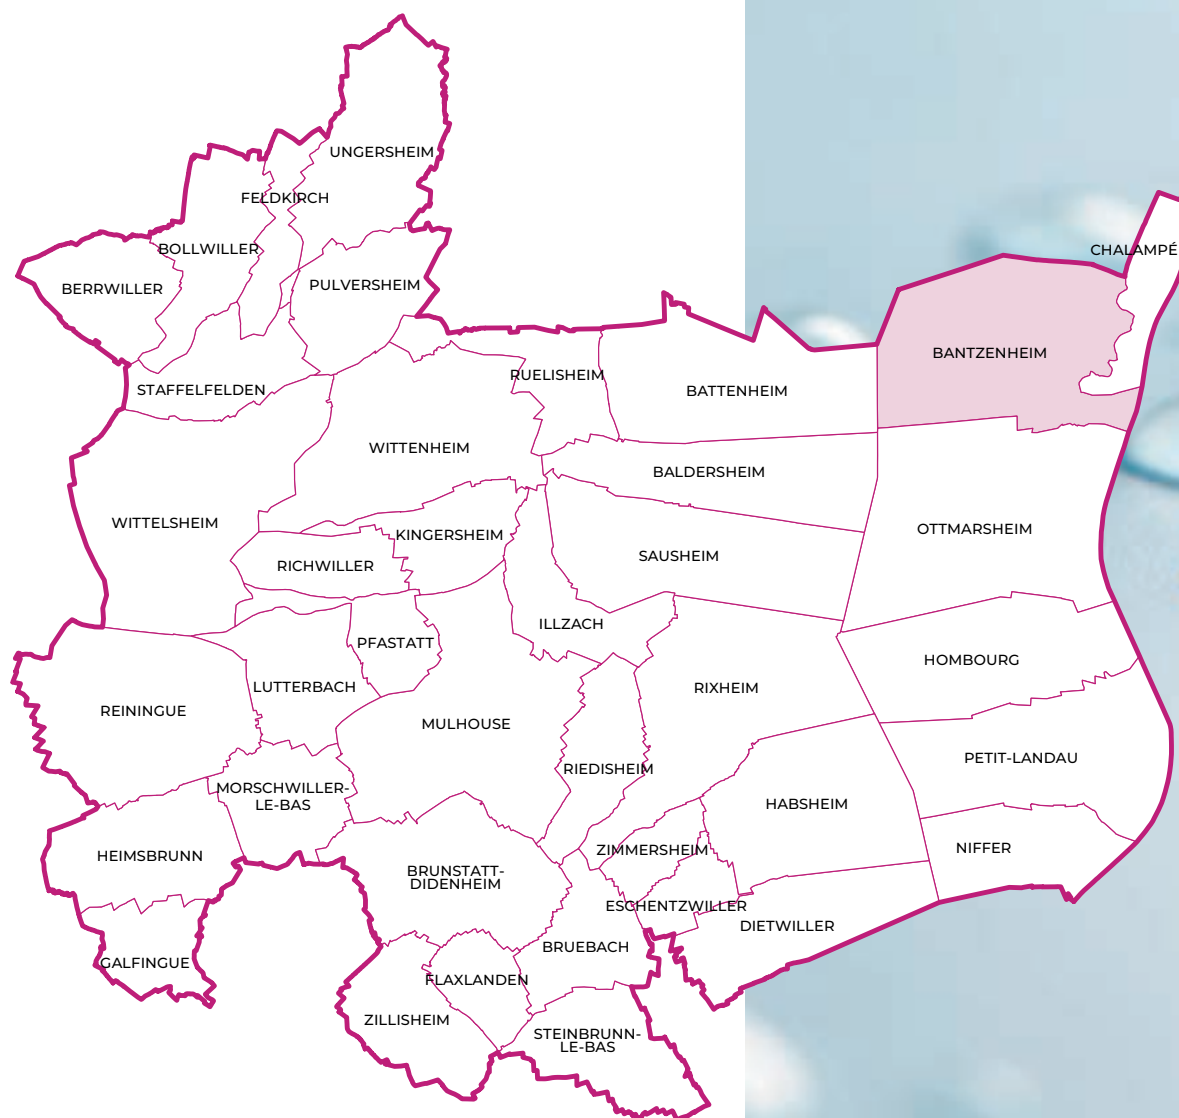 UNGERSHEIM
FELDKIRCH
BOLLWILLER
CHALAMPÉ
BERRWILLER
PULVERSHEIM
BANTZENHEIM
RUELISHEIM
STAFFELFELDEN
BATTENHEIM
WITTENHEIM
BALDERSHEIM
WITTELSHEIM
OTTMARSHEIM
KINGERSHEIM
SAUSHEIM
RICHWILLER
ILLZACH
PFASTATT
HOMBOURG
LUTTERBACH
RIXHEIM
REININGUE
MULHOUSE
PETIT-LANDAU
RIEDISHEIM
MORSCHWILLER-
LE-BAS
HABSHEIM
NIFFER
ZIMMERSHEIM
HEIMSBRUNN
BRUNSTATT-
DIDENHEIM
ESCHENTZWILLER
DIETWILLER
BRUEBACH
GALFINGUE
FLAXLANDEN
ZILLISHEIM
STEINBRUNN-
LE-BAS